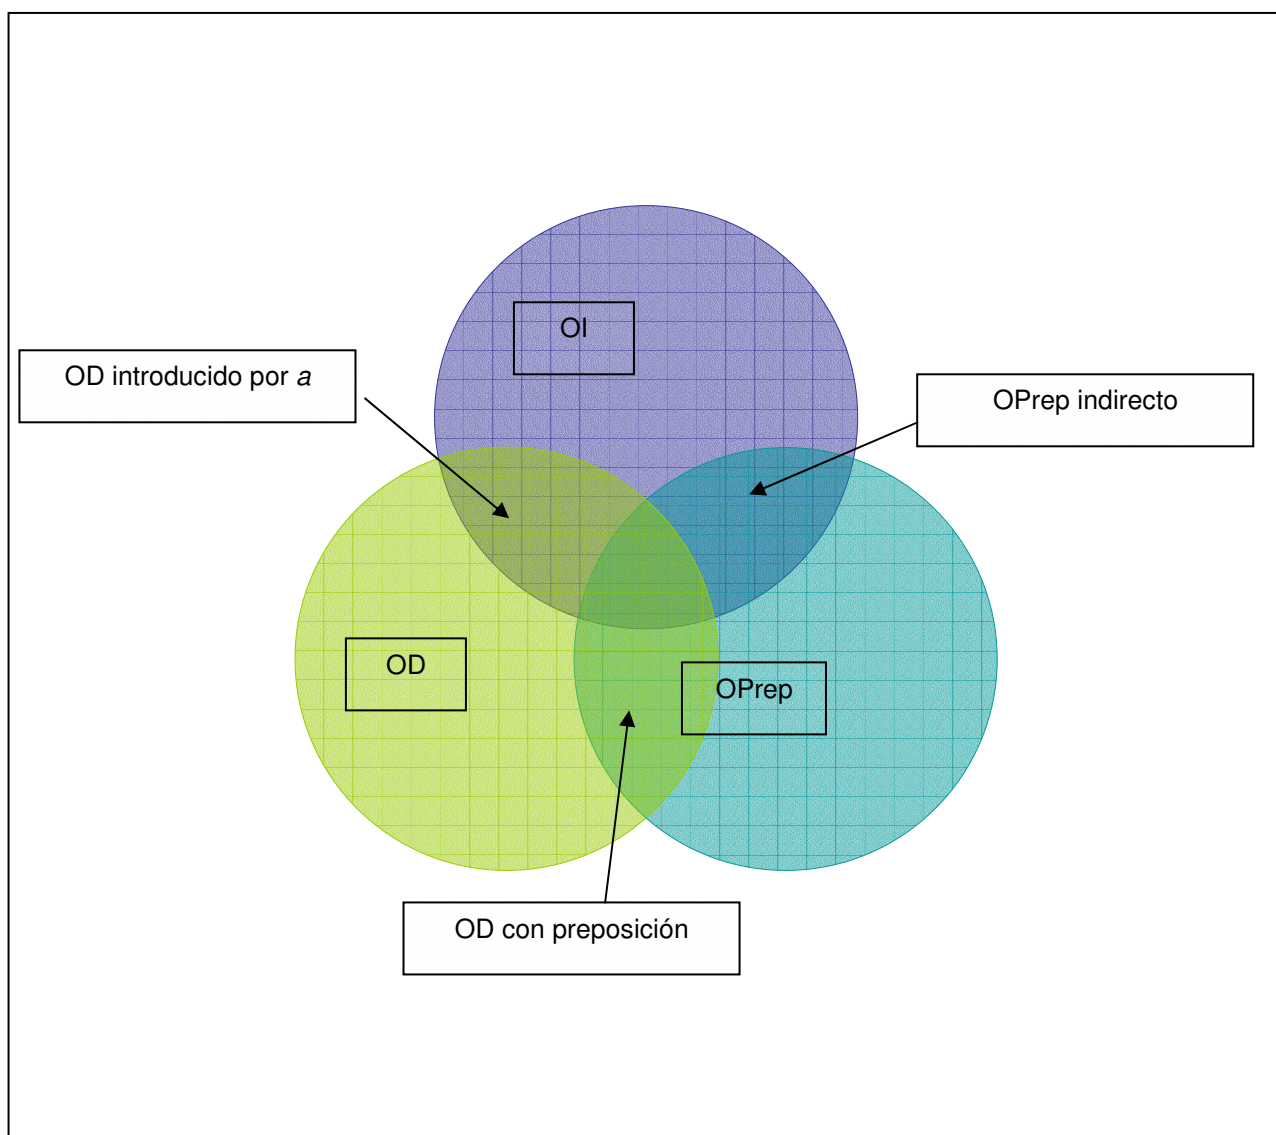 OI
OD introducido por a
OPrep indirecto
OD
OPrep
OD con preposición